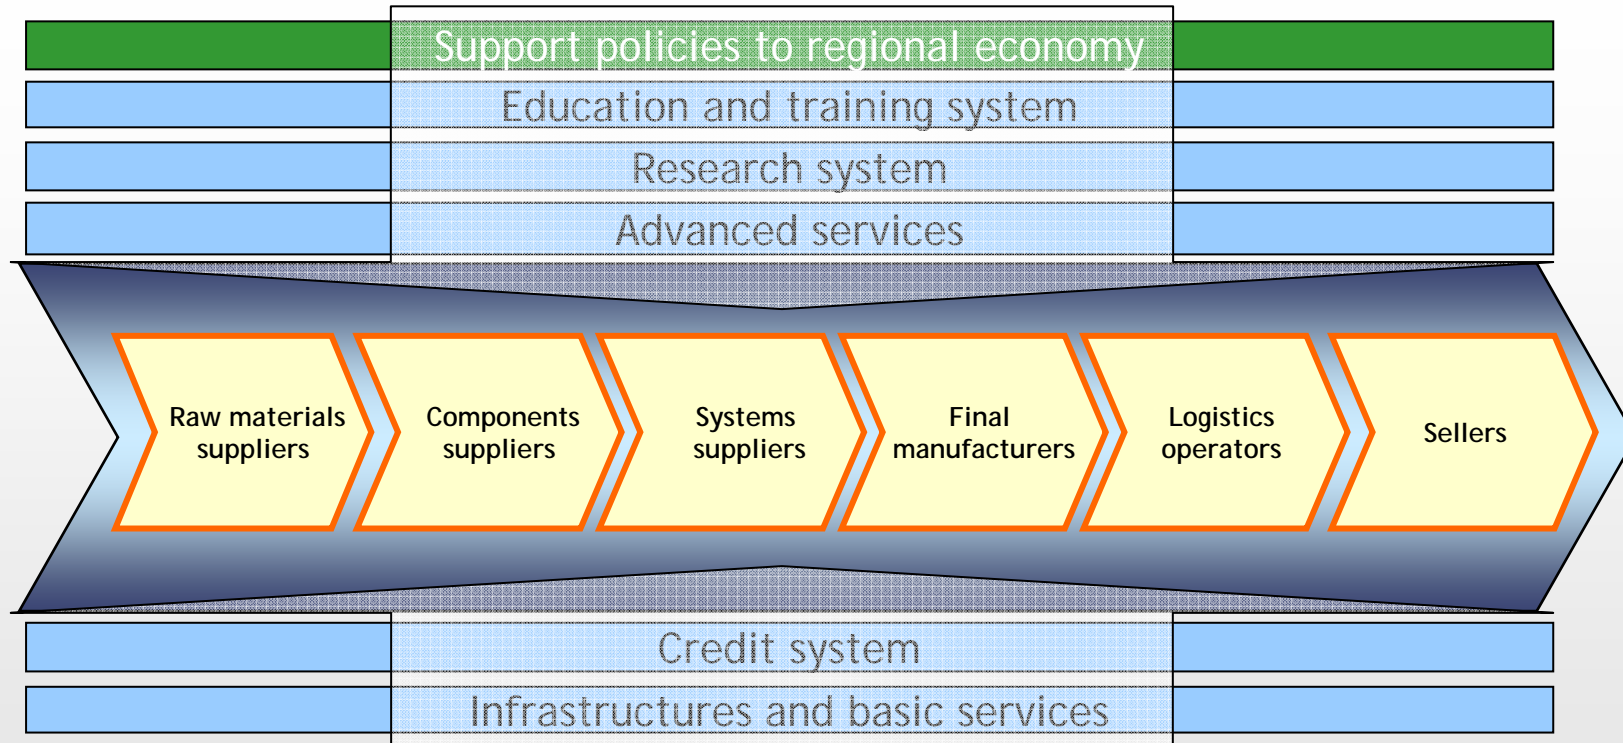 Support policies to regional economy
Education and training system
Research system
Advanced services
Raw materials
suppliers
Components
suppliers
Systems
suppliers
Final
manufacturers
Logistics
operators
Sellers
Credit system
Infrastructures and basic services